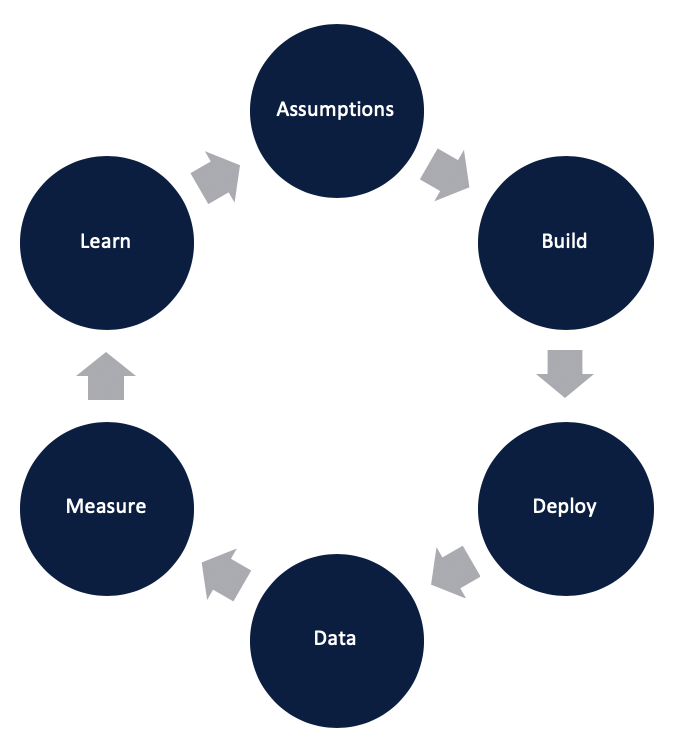 Assumptions
Build
Deploy
Data
Measure
Learn